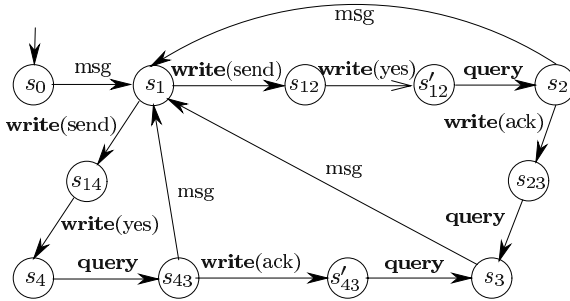 msg
msg write(send) write(yes) query
s₀ s₁ s₁₂ s′₁₂ s₂
write(send) write(ack)
s₁₄ msg s₂₃
msg
write(yes) query
query write(ack) query
s₄ s₄₃ s′₄₃ s₃